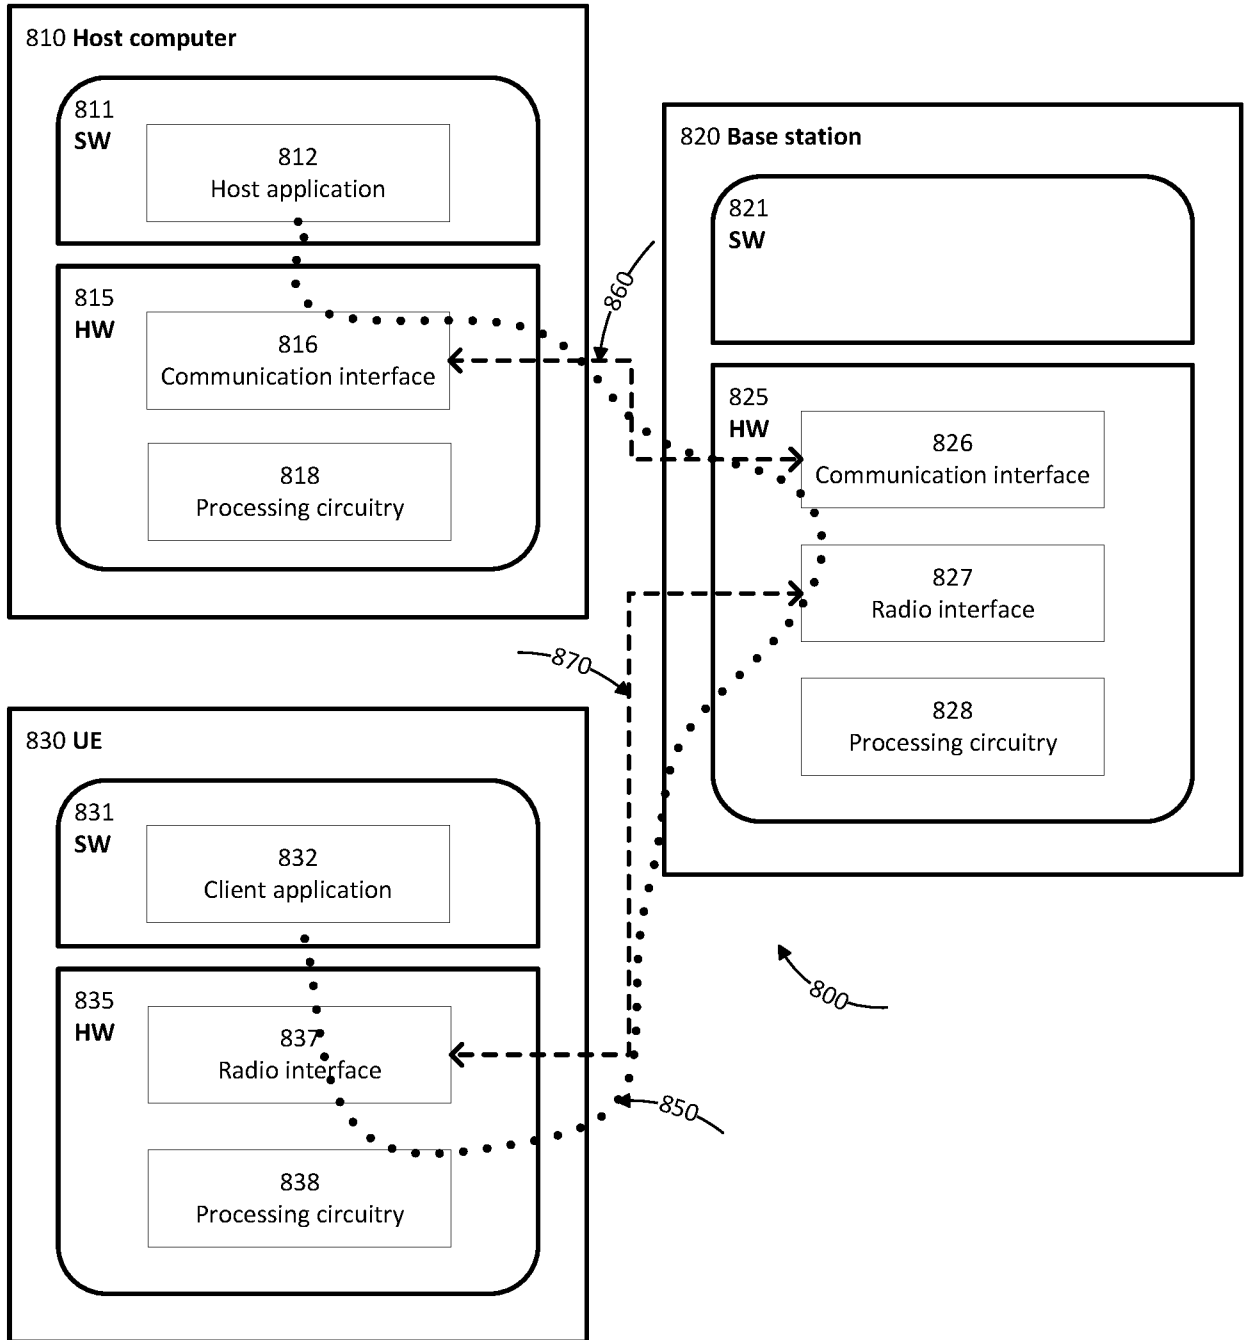 810 Host computer
811
SW
812
Host application
815
HW
816
Communication interface
818
Processing circuitry
820 Base station
821
SW
825
HW
826
Communication interface
827
Radio interface
828
Processing circuitry
860
870
830 UE
831
SW
832
Client application
835
HW
837
Radio interface
838
Processing circuitry
800
850